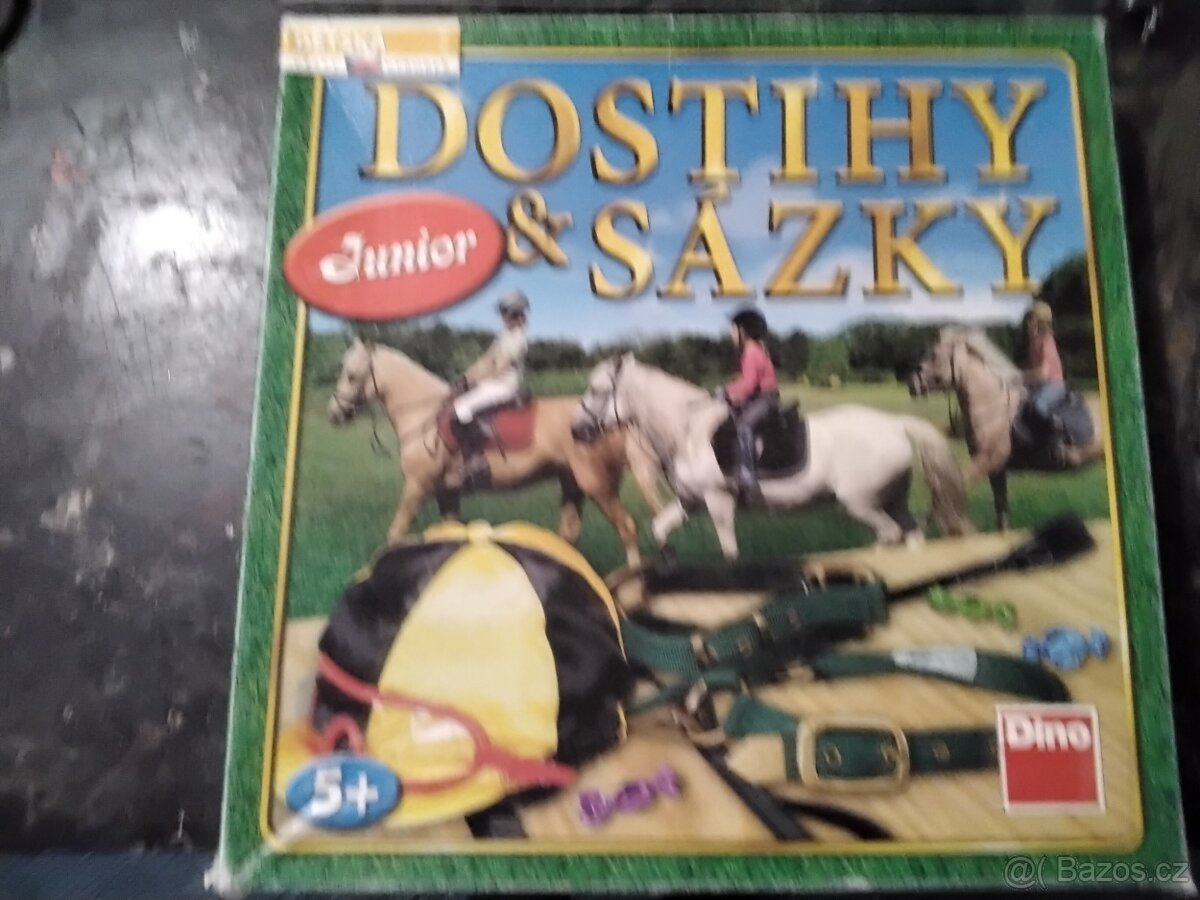 DOSTIHY
& SÁZKY
Junior
5+
Dino
@( Bazos.cz